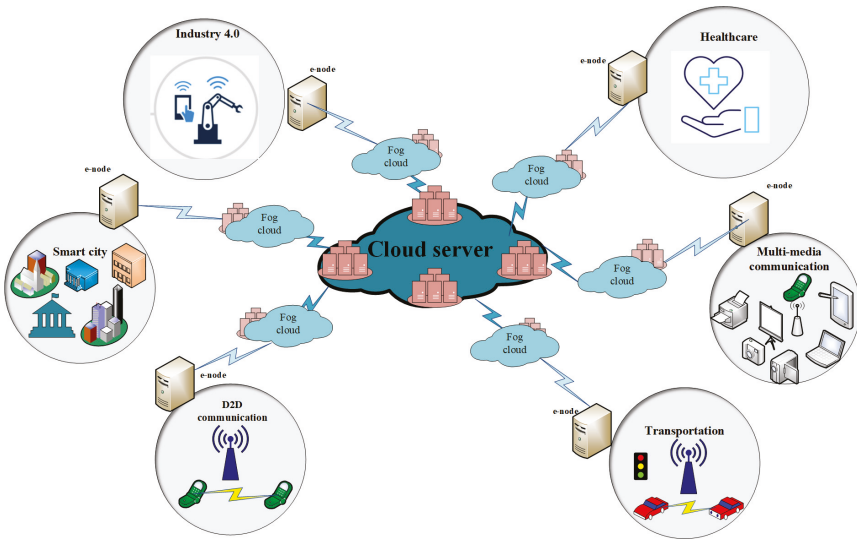 Industry 4.0
e-node
Healthcare
e-node
Fog
cloud
Fog
cloud
e-node
Fog
cloud
e-node
Smart city
Cloud server
Fog
cloud
Multi-media
communication
Fog
cloud
Fog
cloud
e-node
D2D
communication
e-node
Transportation